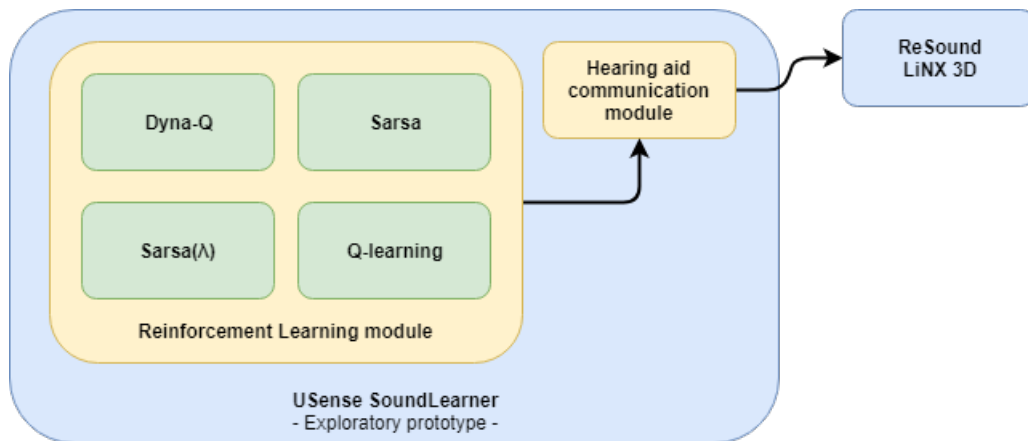 Dyna-Q
Sarsa
Sarsa(Λ)
Q-learning
Reinforcement Learning module
Hearing aid
communication
module
ReSound
LiNX 3D
USense SoundLearner
- Exploratory prototype -